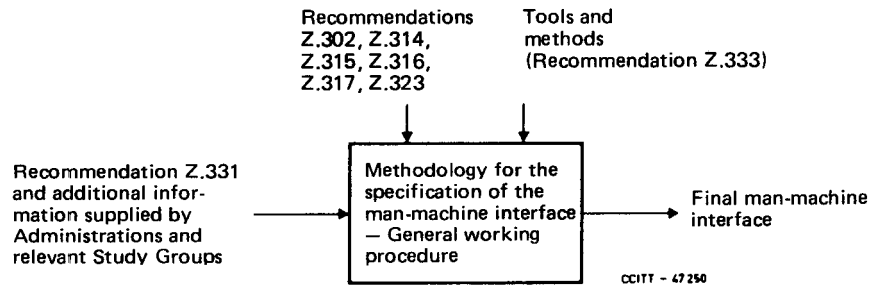 Recommendations
Z.302, Z.314,
Z.315, Z.316,
Z.317, Z.323
Tools and
methods
(Recommendation Z.333)
Recommendation Z.331
and additional infor-
mation supplied by
Administrations and
relevant Study Groups
Methodology for the
specification of the
man-machine interface
— General working
procedure
Final man-machine
interface
CCITT - 47250